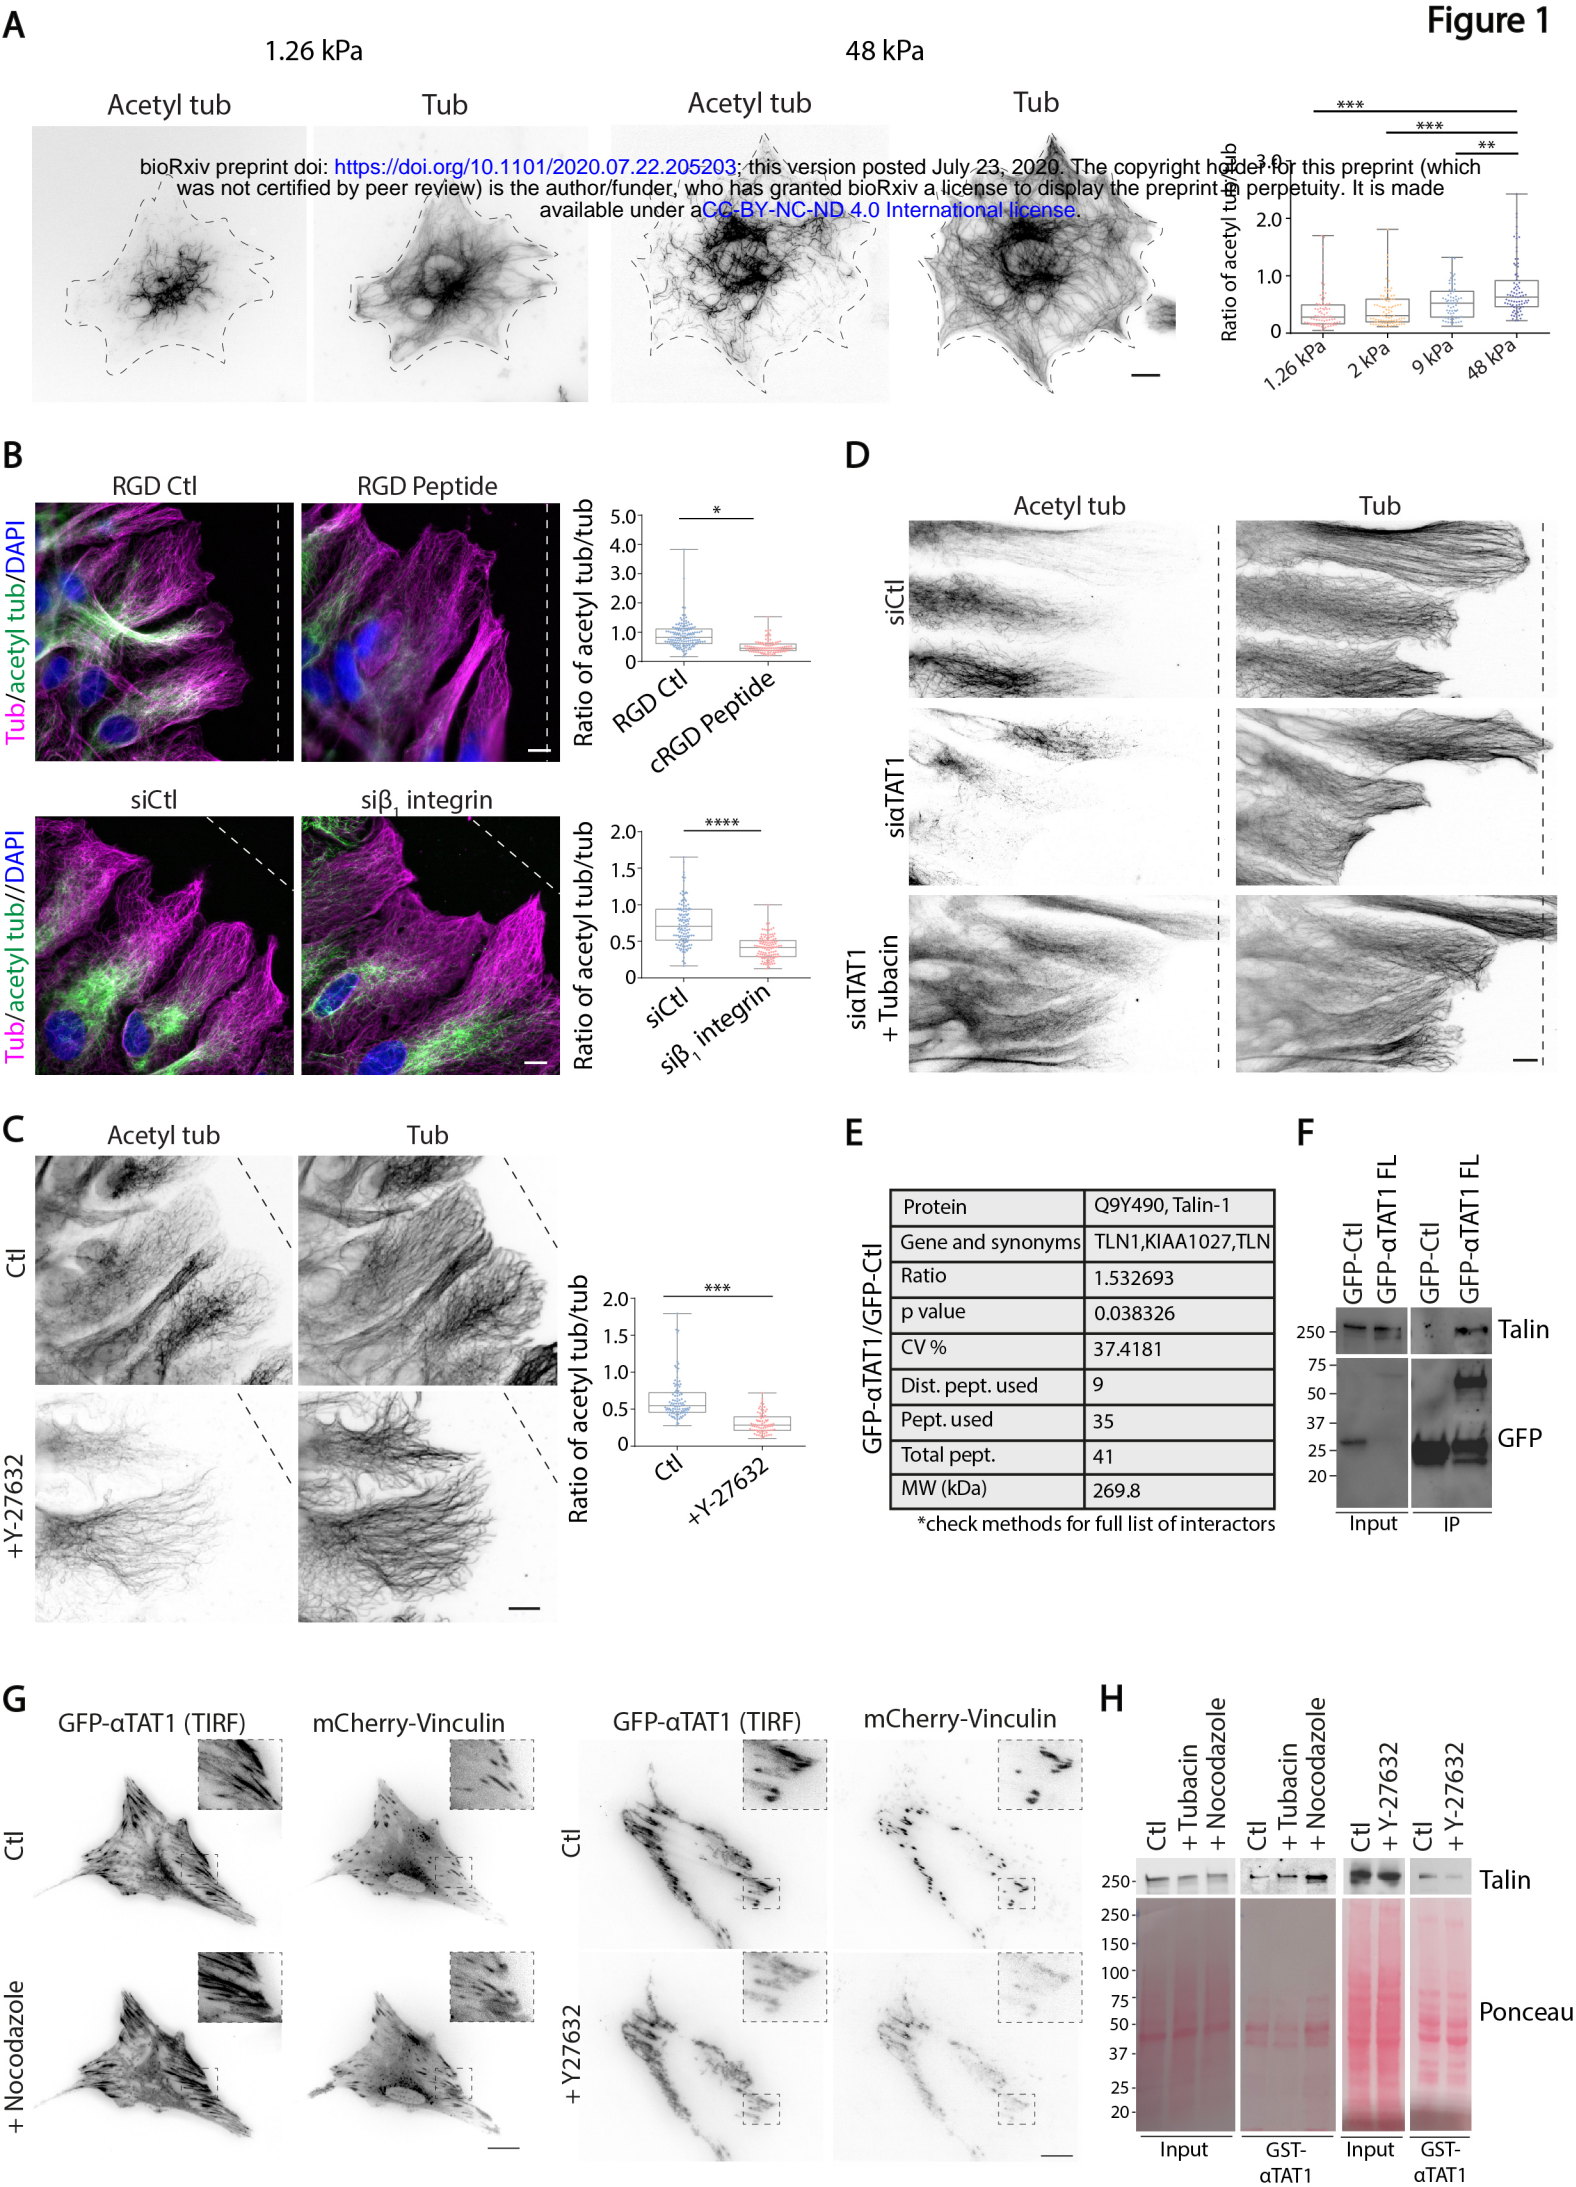 Figure 1
A
1.26 kPa
48 kPa
Acetyl tub
Tub
Acetyl tub
Tub
bioRxiv preprint doi: https://doi.org/10.1101/2020.07.22.205203; this version posted July 23, 2020. The copyright holder for this preprint (which
was not certified by peer review) is the author/funder, who has granted bioRxiv a license to display the preprint in perpetuity. It is made
available under aCC-BY-NC-ND 4.0 International license.
***
***
**
Ratio of acetyl tub/tub
3.0
2.0
1.0
0
1.26 kPa
2 kPa
9 kPa
48 kPa
B
RGD Ctl
RGD Peptide
Tub/acetyl tub/DAPI
Ratio of acetyl tub/tub
5.0
4.0
3.0
2.0
1.0
0
*
RGD Ctl
cRGD Peptide
siCtl
siβ1 integrin
Tub/acetyl tub//DAPI
Ratio of acetyl tub/tub
2.0
1.5
1.0
0.5
0
****
siCtl
siβ1 integrin
C
Acetyl tub
Tub
Ctl
+Y-27632
Ratio of acetyl tub/tub
2.0
1.5
1.0
0.5
0
***
Ctl
+Y-27632
D
Acetyl tub
Tub
siCtl
siαTAT1
siαTAT1
+ Tubacin
E
GFP-αTAT1/GFP-Ctl
Protein Q9Y490, Talin-1
Gene and synonyms TLN1,KIAA1027,TLN
Ratio 1.532693
p value 0.038326
CV % 37.4181
Dist. pept. used 9
Pept. used 35
Total pept. 41
MW (kDa) 269.8
*check methods for full list of interactors
F
GFP-Ctl
GFP-αTAT1 FL
GFP-Ctl
GFP-αTAT1 FL
250
Talin
75
50
37
25
20
GFP
Input
IP
G
GFP-αTAT1 (TIRF)
mCherry-Vinculin
GFP-αTAT1 (TIRF)
mCherry-Vinculin
Ctl
+ Nocodazole
Ctl
+ Y27632
H
Ctl
+ Tubacin
+ Nocodazole
Ctl
+ Tubacin
+ Nocodazole
Ctl
+ Y-27632
Ctl
+ Y-27632
250
Talin
250
150
100
75
50
37
25
20
Ponceau
Input
GST-
αTAT1
Input
GST-
αTAT1